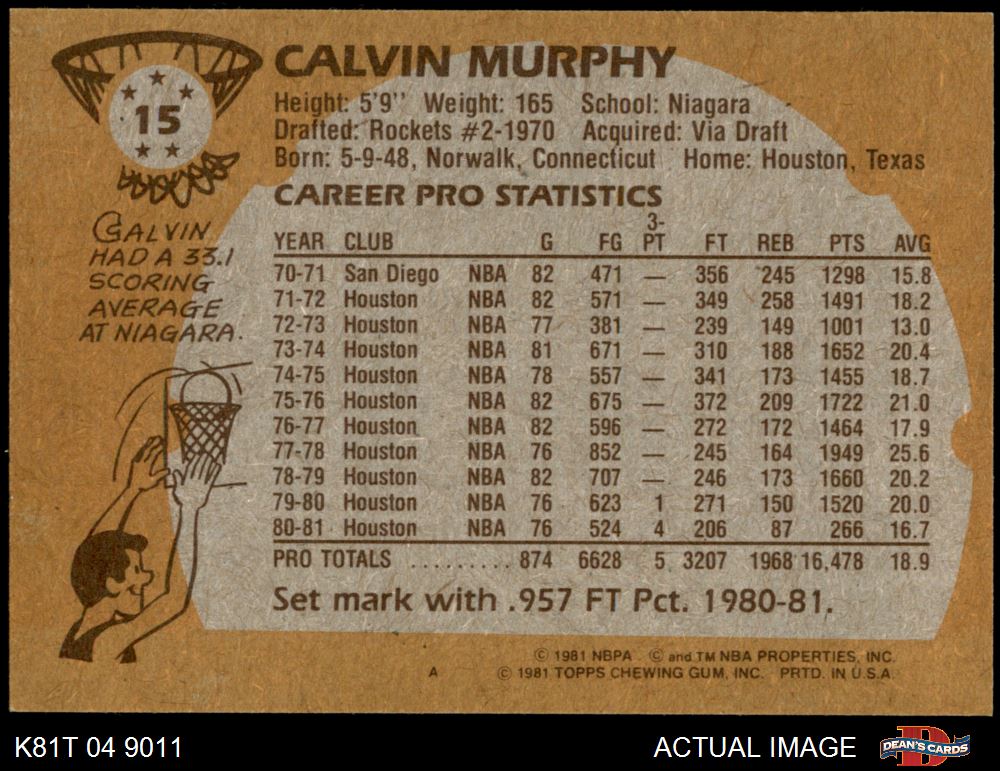 15
CALVIN MURPHY
Height: 5'9'' Weight: 165 School: Niagara
Drafted: Rockets #2-1970 Acquired: Via Draft
Born: 5-9-48, Norwalk, Connecticut Home: Houston, Texas
CAREER PRO STATISTICS
YEAR CLUB G FG 3-PT FT REB PTS AVG
70-71 San Diego NBA 82 471 — 356 245 1298 15.8
71-72 Houston NBA 82 571 — 349 258 1491 18.2
72-73 Houston NBA 77 381 — 239 149 1001 13.0
73-74 Houston NBA 81 671 — 310 188 1652 20.4
74-75 Houston NBA 78 557 — 341 173 1455 18.7
75-76 Houston NBA 82 675 — 372 209 1722 21.0
76-77 Houston NBA 82 596 — 272 172 1464 17.9
77-78 Houston NBA 76 852 — 245 164 1949 25.6
78-79 Houston NBA 82 707 — 246 173 1660 20.2
79-80 Houston NBA 76 623 1 271 150 1520 20.0
80-81 Houston NBA 76 524 4 206 87 266 16.7
PRO TOTALS .......... 874 6628 5 3207 1968 16,478 18.9
Set mark with .957 FT Pct. 1980-81.
CALVIN
HAD A 33.1
SCORING
AVERAGE
AT NIAGARA.
© 1981 NBPA © and TM NBA PROPERTIES, INC.
A © 1981 TOPPS CHEWING GUM, INC. PRTD. IN U.S.A.
K81T 04 9011 ACTUAL IMAGE DEAN'S CARDS